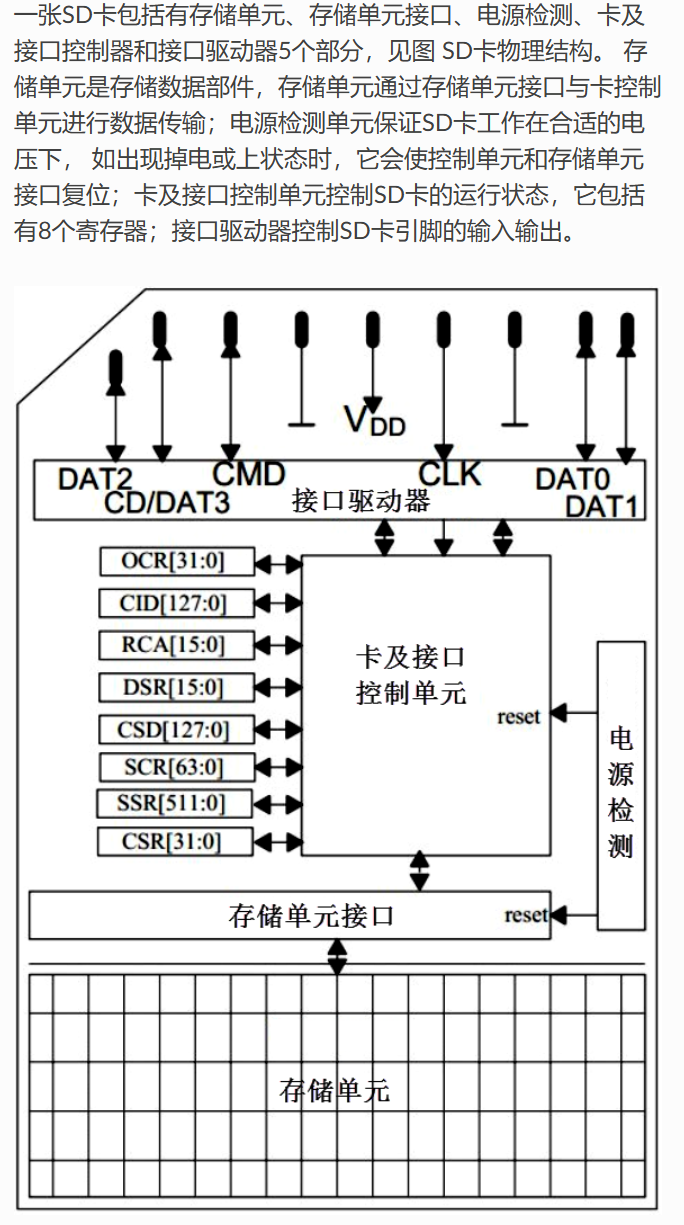 一张SD卡包括有存储单元、存储单元接口、电源检测、卡及
接口控制器和接口驱动器5个部分，见图 SD卡物理结构。 存
储单元是存储数据部件，存储单元通过存储单元接口与卡控制
单元进行数据传输；电源检测单元保证SD卡工作在合适的电
压下， 如出现掉电或上状态时，它会使控制单元和存储单元
接口复位；卡及接口控制单元控制SD卡的运行状态，它包括
有8个寄存器；接口驱动器控制SD卡引脚的输入输出。
VDD
DAT2
CD/DAT3
CMD
接口驱动器
CLK
DAT0
DAT1
OCR[31:0]
CID[127:0]
RCA[15:0]
DSR[15:0]
CSD[127:0]
SCR[63:0]
SSR[511:0]
CSR[31:0]
卡及接口
控制单元
reset
电
源
检
测
存储单元接口
reset
存储单元